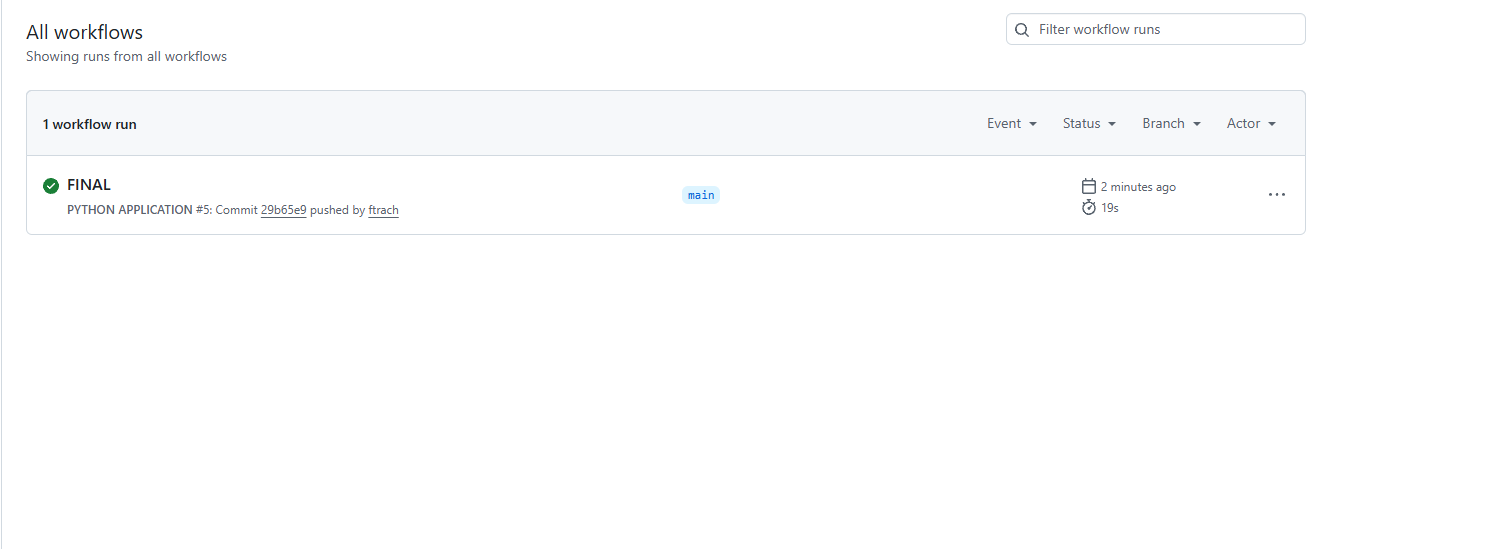 All workflows
Filter workflow runs
Showing runs from all workflows
1 workflow run
Event
Status
Branch
Actor
FINAL
main
2 minutes ago
PYTHON APPLICATION #5: Commit 29b65e9 pushed by ftrach
19s